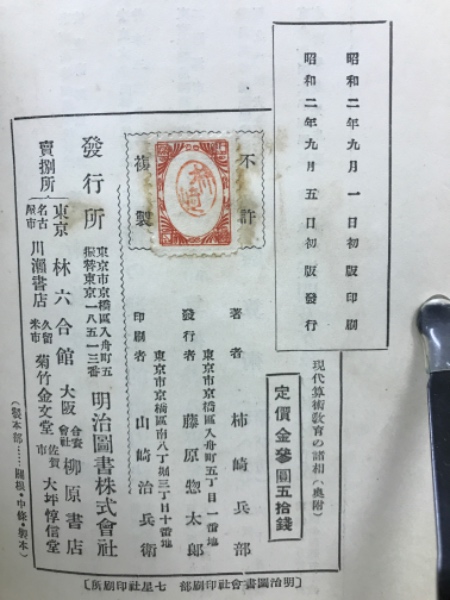 昭和二年九月一日初版印刷
昭和二年九月五日初版發行
現代算術敎育の諸相（奧附）
定價金參圓五拾錢
不許
複製
著者　柿崎兵部
東京市京橋區入舟町五丁目一番地
發行者　藤原惣太郎
東京市京橋區南八丁堀三丁目十番地
印刷者　山崎治兵衞
發行所
東京市京橋區入舟町五
振替東京一八五一三番
明治圖書株式會社
賣捌所
東京　林六合館
大阪　合資會社　柳原書店
名古屋市　川瀨書店
久留米市　菊竹金文堂
佐賀市　大坪惇信堂
（製本部……關根・中條・製本）
〔明治圖書會社印刷部　七星社印刷所〕